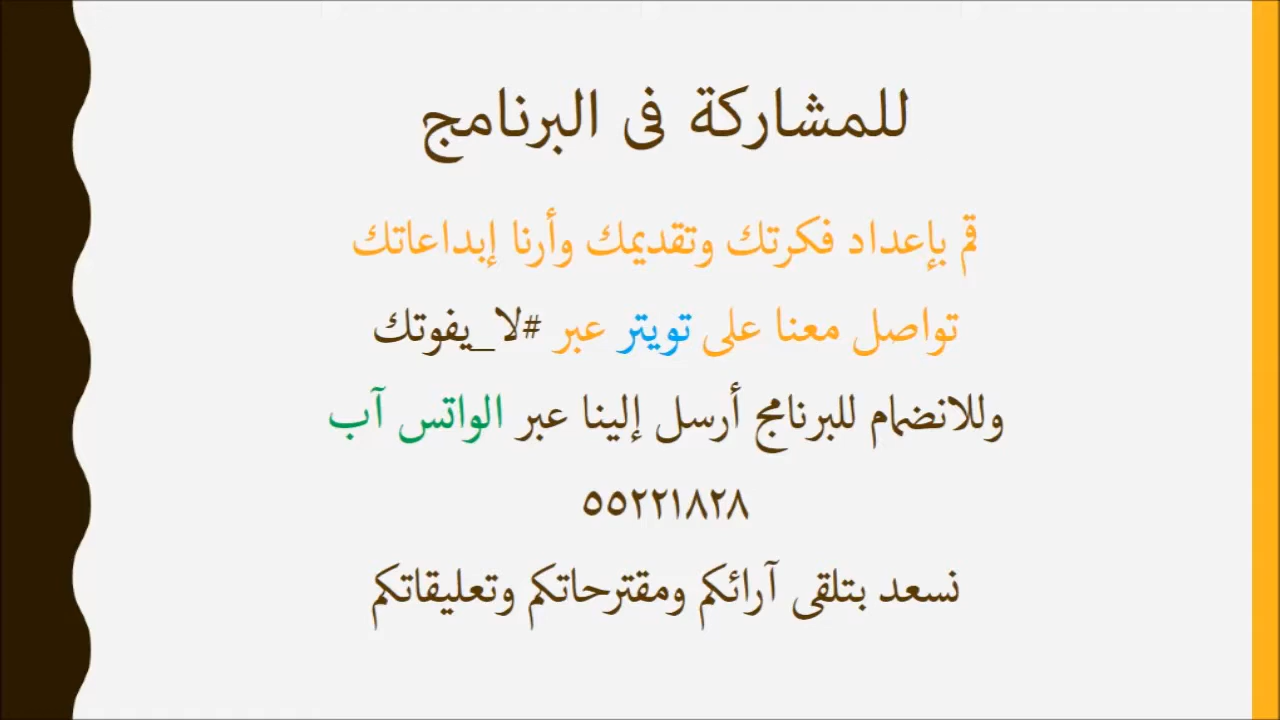 للمشاركة فى البرنامج
قم بإعداد فكرتك وتقديمك وأرنا إبداعاتك
تواصل معنا على تويتر عبر #لا_يفوتك
وللانضمام للبرنامج أرسل إلينا عبر الواتس آب
٥٥٢٢١٨٢٨
نسعد بتلقى آرائكم ومقترحاتكم وتعليقاتكم